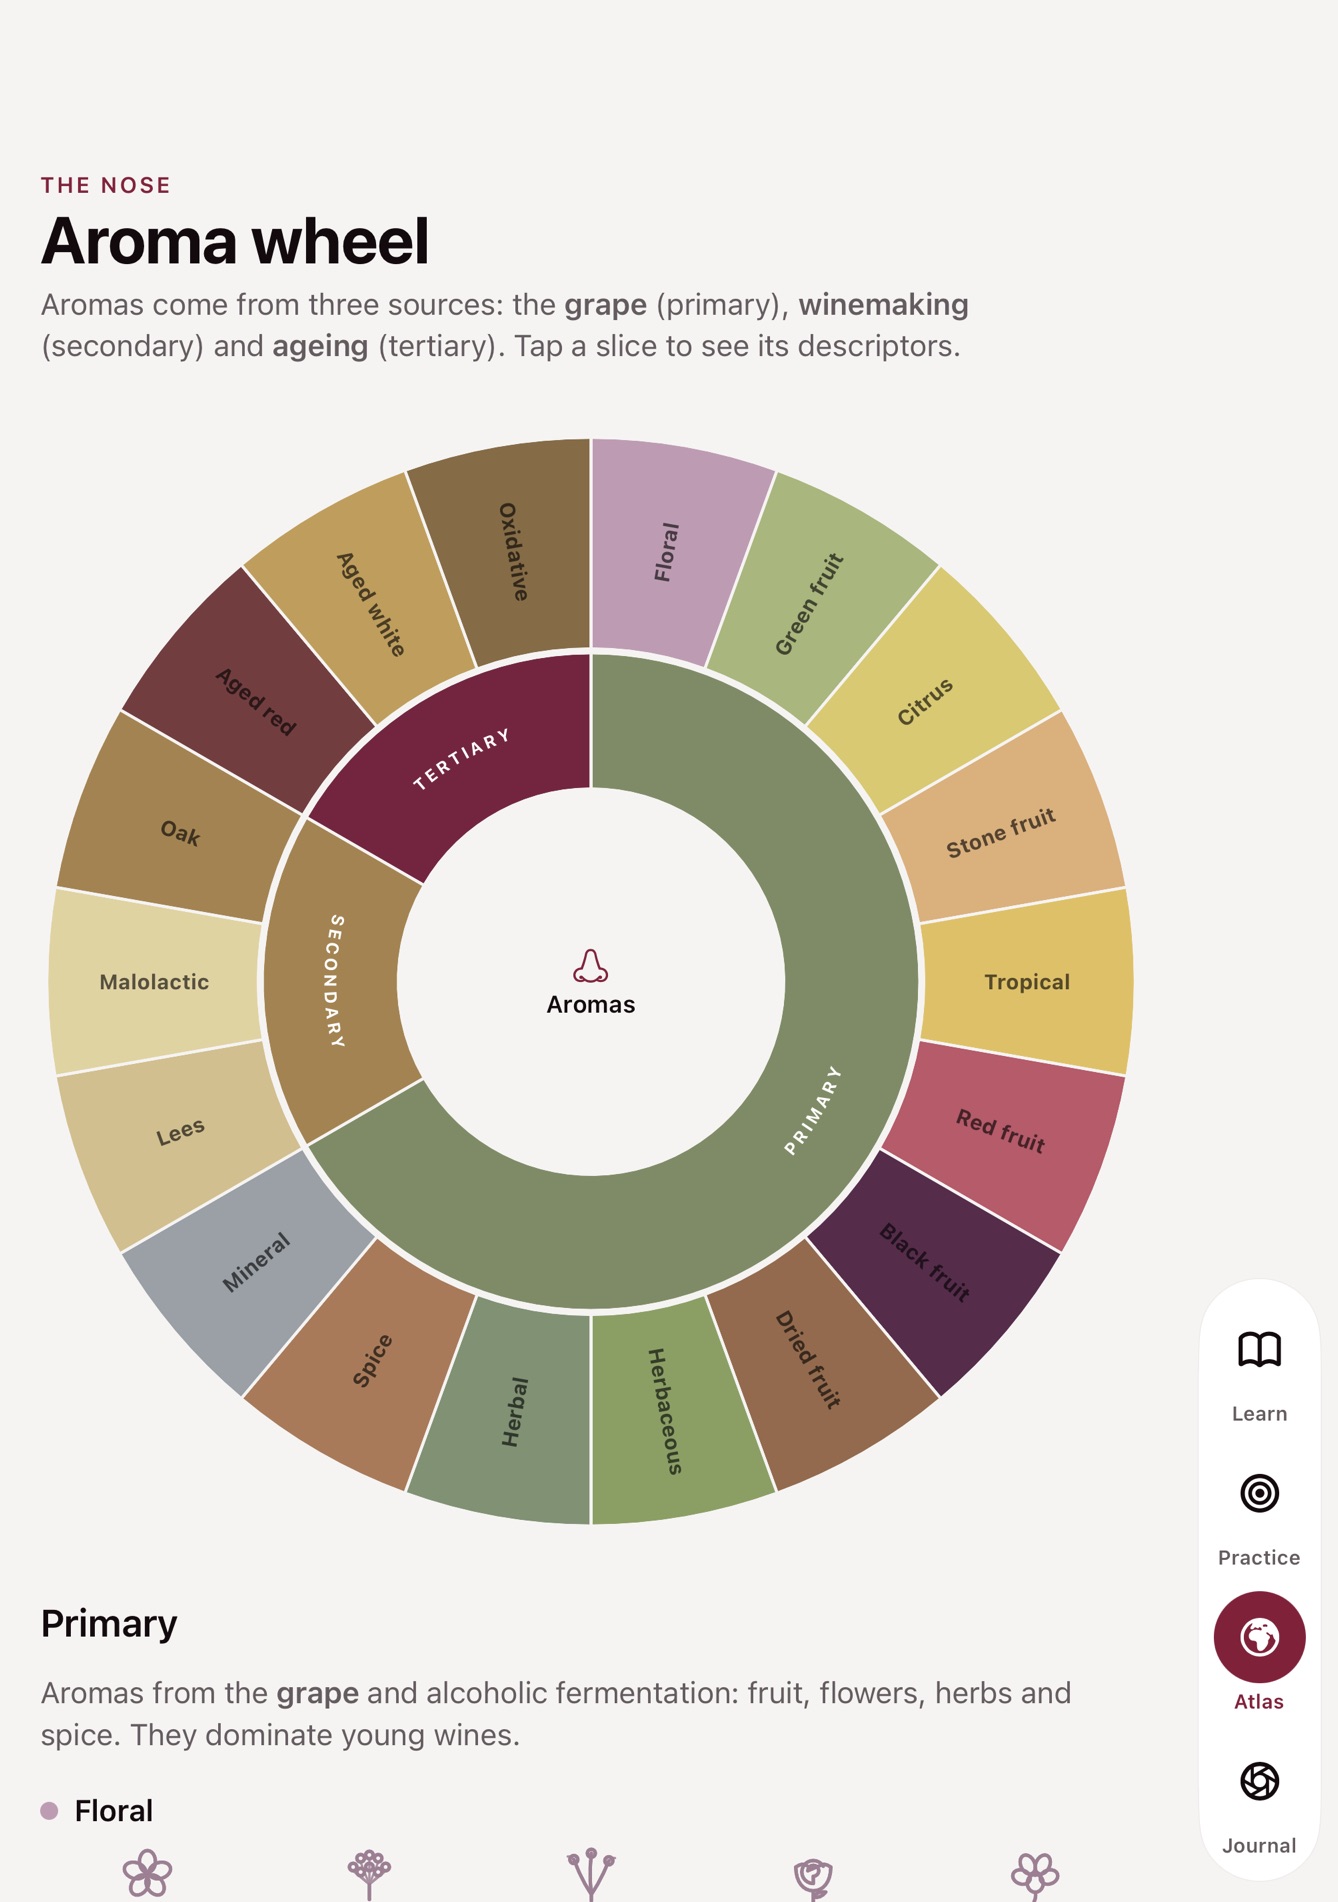 THE NOSE
Aroma wheel
Aromas come from three sources: the grape (primary), winemaking
(secondary) and ageing (tertiary). Tap a slice to see its descriptors.
Floral
Green fruit
Citrus
Stone fruit
Tropical
Red fruit
Black fruit
Dried fruit
Herbaceous
Herbal
Spice
Mineral
Lees
Malolactic
Oak
Aged red
Aged white
Oxidative
PRIMARY
SECONDARY
TERTIARY
Aromas
Primary
Aromas from the grape and alcoholic fermentation: fruit, flowers, herbs and
spice. They dominate young wines.
Floral
Learn
Practice
Atlas
Journal